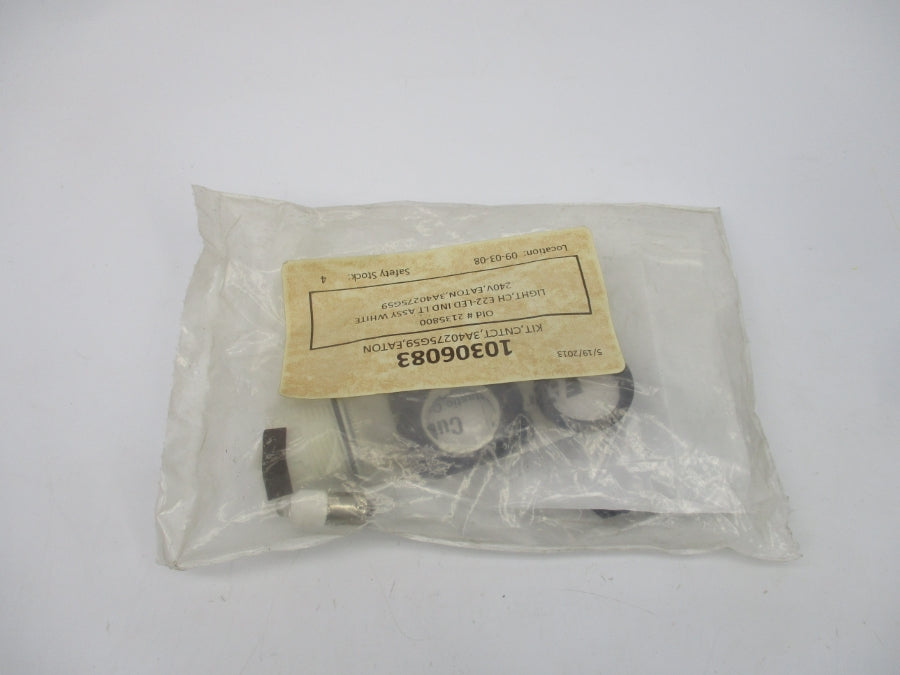 5/19/2013
10306083
KIT,CNTCT,3A40275G59,EATON
Old # 2135800
LIGHT,CH E22-LED IND LT ASSY WHITE
240V,EATON,3A40275G59
Location: 09-03-08 Safety Stock: 4
Cu